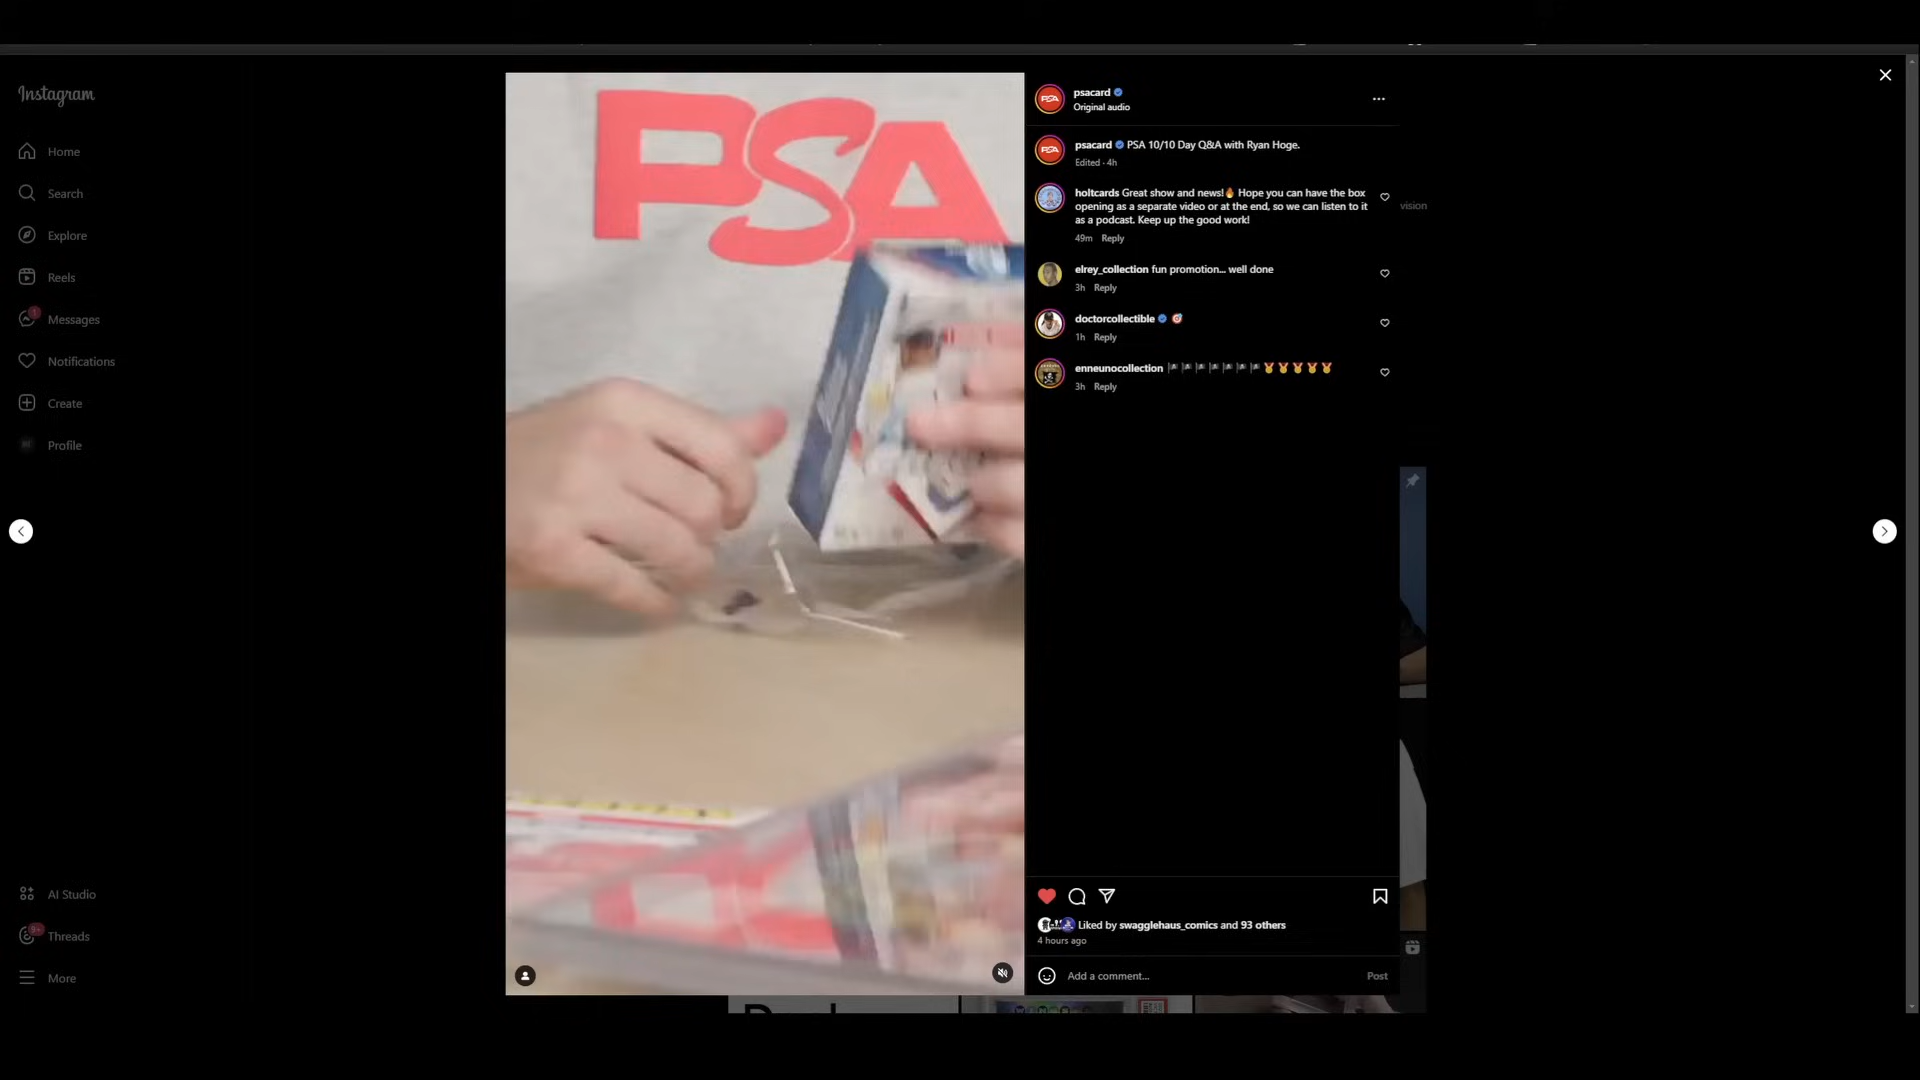 Instagram
Home
Search
Explore
Reels
1
Messages
Notifications
Create
Profile
AI Studio
9+
Threads
More
PSA
psacard
Original audio
psacard PSA 10/10 Day Q&A with Ryan Hoge.
Edited · 4h
holtcards Great show and news!🔥 Hope you can have the box
opening as a separate video or at the end, so we can listen to it
as a podcast. Keep up the good work!
49m Reply
elrey_collection fun promotion... well done
3h Reply
doctorcollectible 🎯
1h Reply
enneunocollection 🏴‍☠️🏴‍☠️🏴‍☠️🏴‍☠️🏴‍☠️🏴‍☠️🏴‍☠️🏅🏅🏅🏅🏅
3h Reply
vision
Liked by swagglehaus_comics and 93 others
4 hours ago
Add a comment...
Post